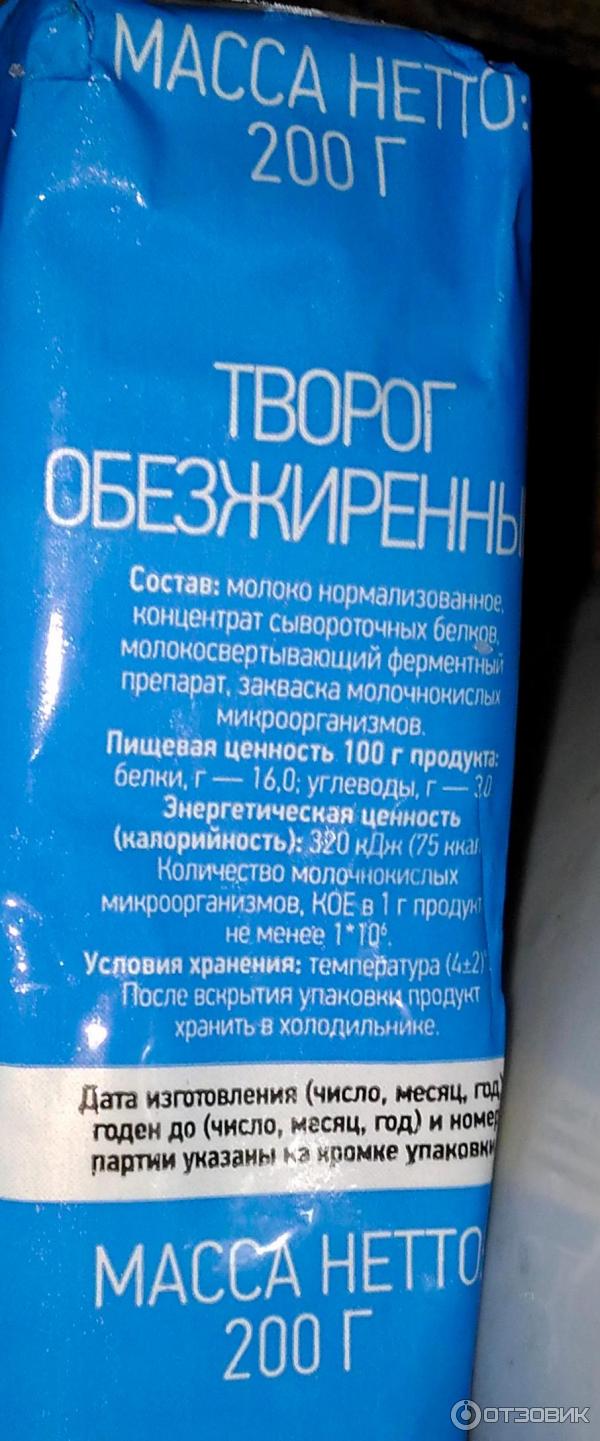 МАССА НЕТТО:
200 Г
ТВОРОГ
ОБЕЗЖИРЕННЫ
Состав: молоко нормализованное,
концентрат сывороточных белков,
молокосвертывающий ферментный
препарат, закваска молочнокислых
микроорганизмов.
Пищевая ценность 100 г продукта:
белки, г — 16,0; углеводы, г — 3,0
Энергетическая ценность
(калорийность): 320 кДж (75 ккал
Количество молочнокислых
микроорганизмов, КОЕ в 1 г продукт
не менее 1*10⁶.
Условия хранения: температура (4±2)°
После вскрытия упаковки продукт
хранить в холодильнике.
Дата изготовления (число, месяц, год)
годен до (число, месяц, год) и номер
партии указаны на кромке упаковки
МАССА НЕТТО:
200 Г
ОТЗОВИК